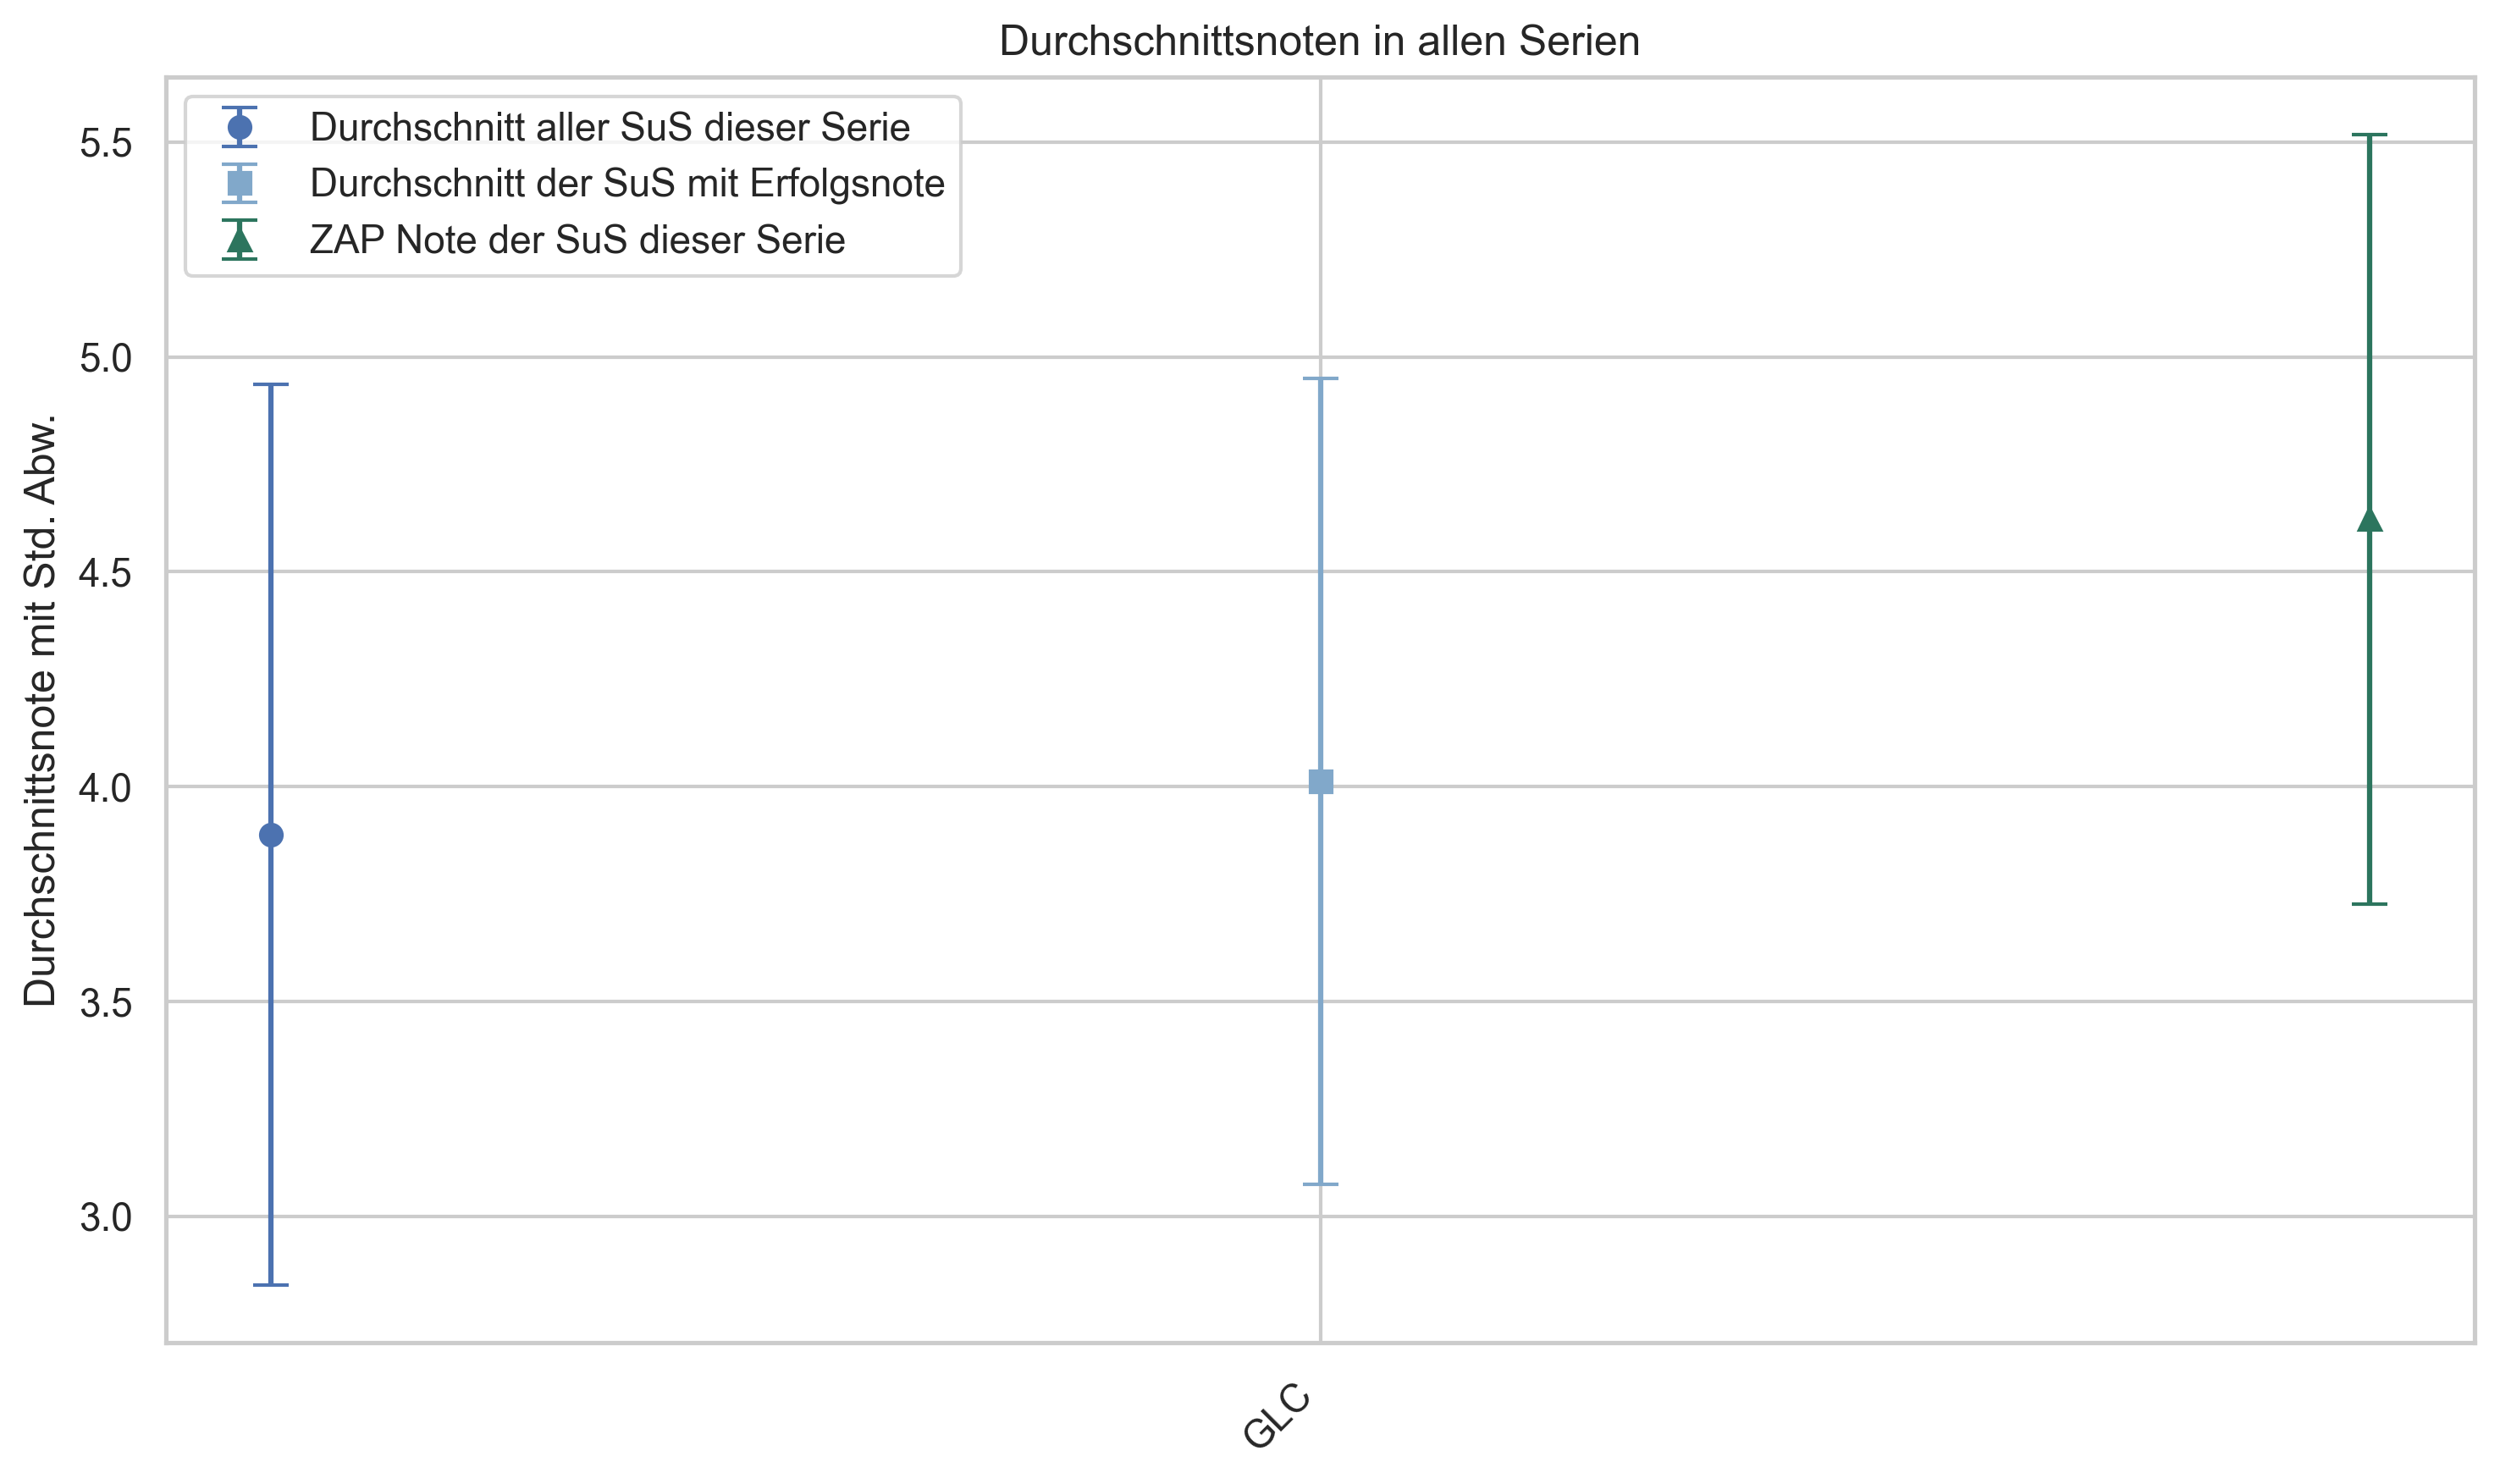 Durchschnittsnoten in allen Serien
Durchschnitt aller SuS dieser Serie
Durchschnitt der SuS mit Erfolgsnote
ZAP Note der SuS dieser Serie
Durchschnittsnote mit Std. Abw.
5.5
5.0
4.5
4.0
3.5
3.0
GLC